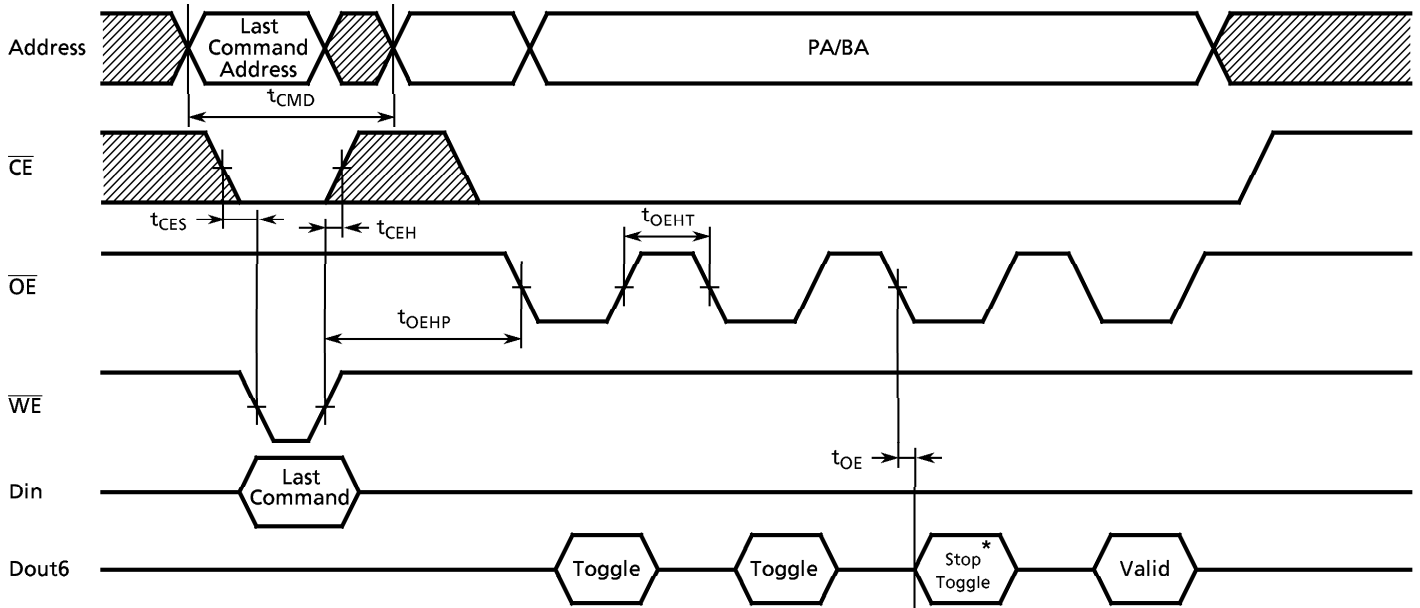 Address
Last
Command
Address
PA/BA
tCMD
CE
tCES
tCEH
tOEHT
OE
tOEHP
WE
tOE
Din
Last
Command
Dout6
Toggle
Toggle
Stop*
Toggle
Valid